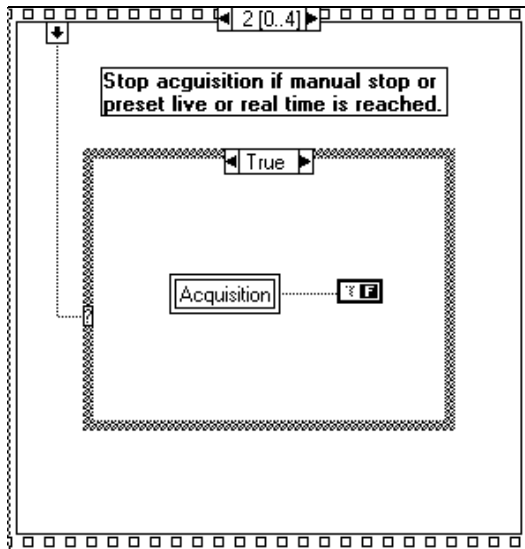 2 [0..4]
Stop acguisition if manual stop or
preset live or real time is reached.
True
Acquisition
?
F